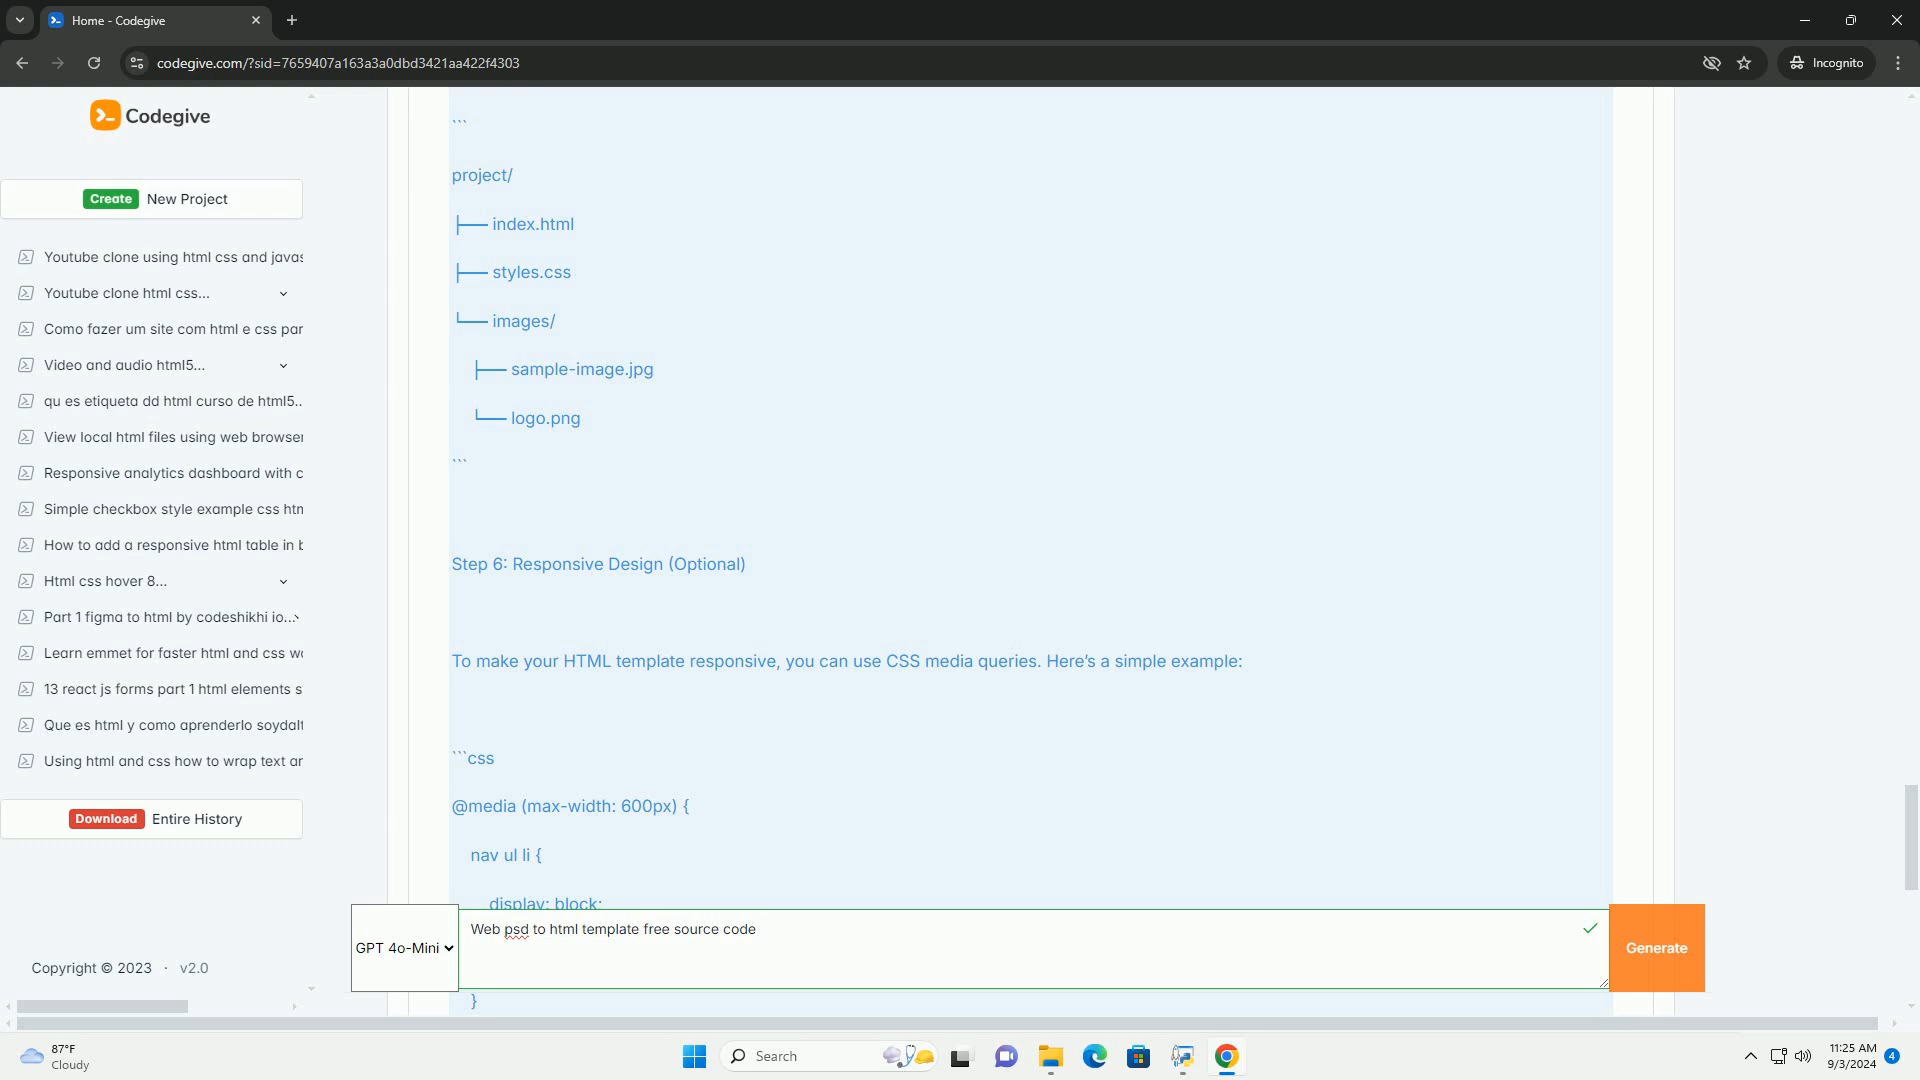 Home - Codegive
codegive.com/?sid=7659407a163a3a0dbd3421aa422f4303
Incognito
Codegive
Create New Project
Youtube clone using html css and javas
Youtube clone html css...
Como fazer um site com html e css par
Video and audio html5...
qu es etiqueta dd html curso de html5..
View local html files using web browser
Responsive analytics dashboard with c
Simple checkbox style example css htm
How to add a responsive html table in b
Html css hover 8...
Part 1 figma to html by codeshikhi io...
Learn emmet for faster html and css wo
13 react js forms part 1 html elements s
Que es html y como aprenderlo soydalt
Using html and css how to wrap text ar
Download Entire History
Copyright © 2023 · v2.0
```
project/
├── index.html
├── styles.css
└── images/
├── sample-image.jpg
└── logo.png
```
Step 6: Responsive Design (Optional)
To make your HTML template responsive, you can use CSS media queries. Here’s a simple example:
```css
@media (max-width: 600px) {
nav ul li {
display: block;
}
GPT 4o-Mini
Web psd to html template free source code
Generate
87°F
Cloudy
Search
11:25 AM
9/3/2024
4